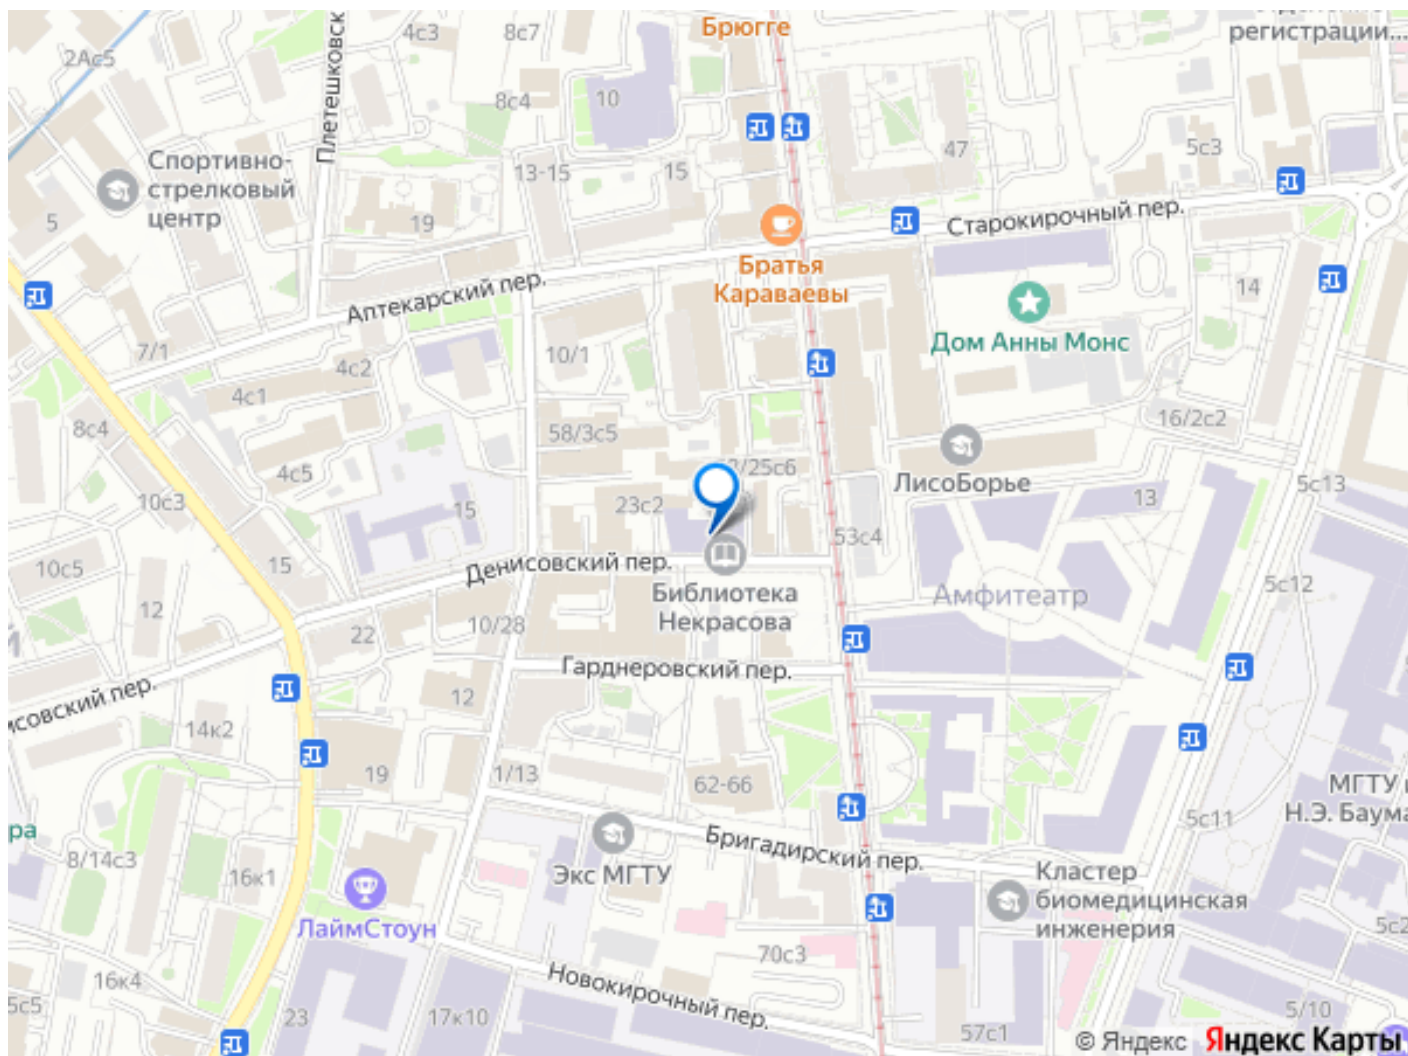 Брюгге
регистрации...
4с3
8с7
2Ас5
Плетешковск
8с4
10
47
5с3
Спортивно-
стрелковый
центр
13-15
15
5
19
Старокирочный пер.
Братья
Караваевы
Аптекарский пер.
14
Дом Анны Монс
7/1
4с2
10/1
4с1
16/2с2
8с4
58/3с5
4с5
/25с6
ЛисоБорье
5с13
10с3
15
23с2
13
53с4
10с5
15
Денисовский пер.
Библиотека
Некрасова
Амфитеатр
5с12
12
22
10/28
Гарднеровский пер.
исовский пер.
12
14к2
19
1/13
62-66
МГТУ
Н.Э. Баума
5с11
ра
8/14с3
Бригадирский пер.
16к1
Экс МГТУ
Кластер
биомедицинская
инженерия
ЛаймСтоун
5с2
70с3
16к4
Новокирочный пер.
5с5
23
17к10
57с1
5/10
© Яндекс Яндекс Карты